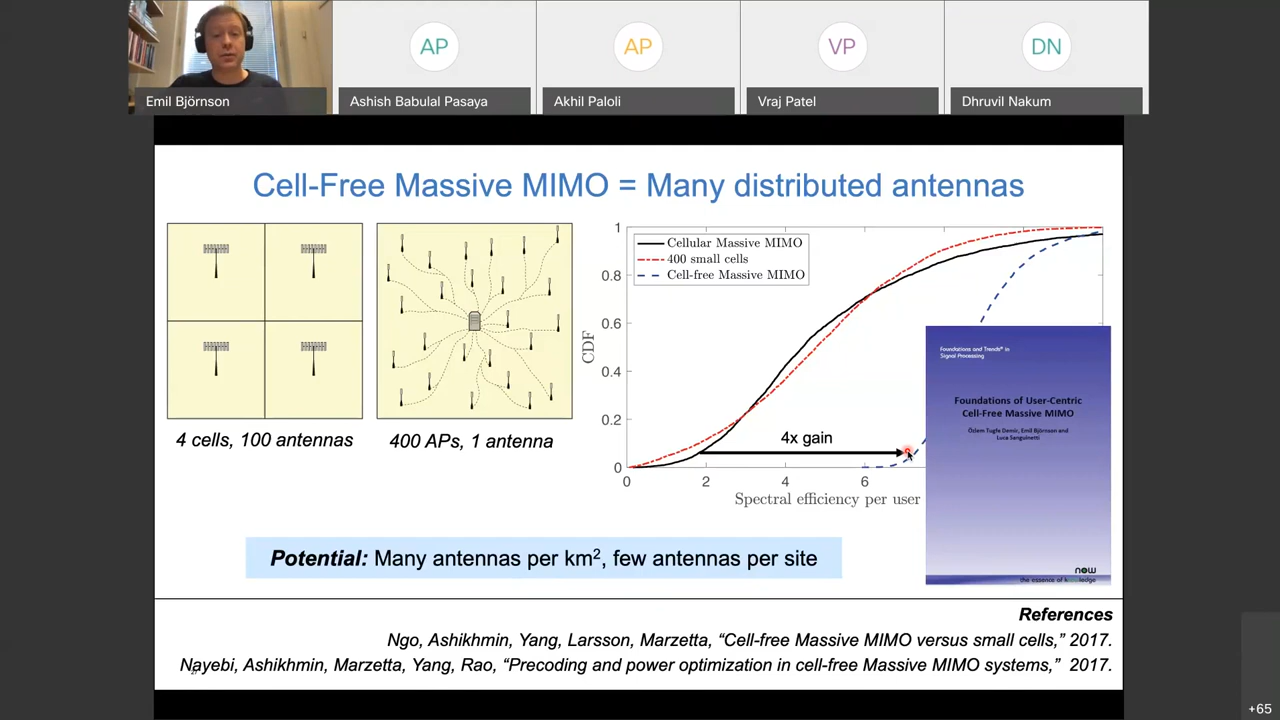 AP
AP
VP
DN
Emil Björnson
Ashish Babulal Pasaya
Akhil Paloli
Vraj Patel
Dhruvil Nakum
Cell-Free Massive MIMO = Many distributed antennas
4 cells, 100 antennas
400 APs, 1 antenna
Cellular Massive MIMO
400 small cells
Cell-free Massive MIMO
1
0.8
0.6
0.4
0.2
0
CDF
4x gain
0
2
4
6
Spectral efficiency per user
Foundations and Trends® in
Signal Processing
Foundations of User-Centric
Cell-Free Massive MIMO
Özlem Tugfe Demir, Emil Björnson and
Luca Sanguinetti
now
the essence of knowledge
Potential: Many antennas per km², few antennas per site
References
Ngo, Ashikhmin, Yang, Larsson, Marzetta, “Cell-free Massive MIMO versus small cells,” 2017.
Nayebi, Ashikhmin, Marzetta, Yang, Rao, “Precoding and power optimization in cell-free Massive MIMO systems,” 2017.
+65